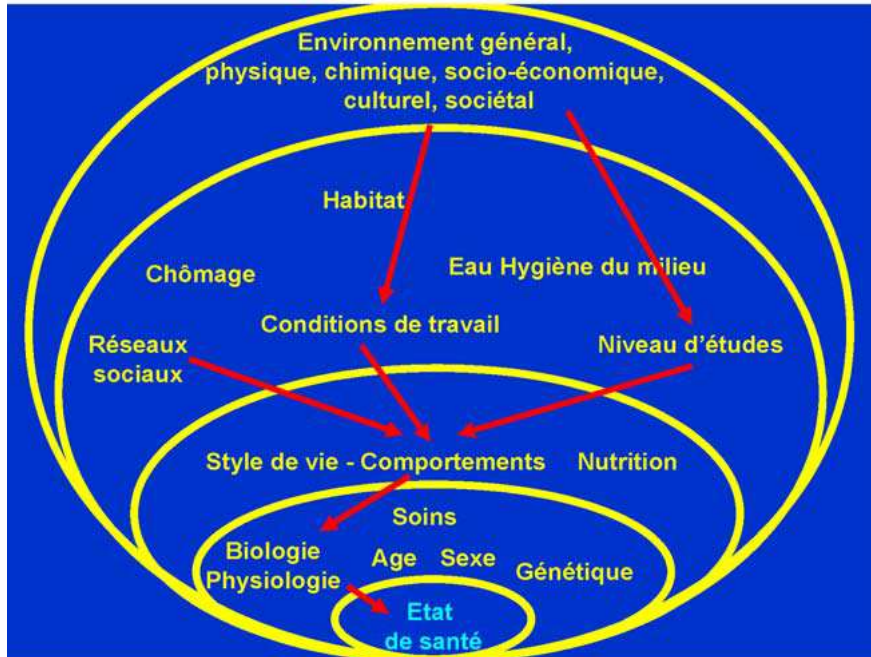 Environnement général,
physique, chimique, socio-économique,
culturel, sociétal
Habitat
Chômage
Eau Hygiène du milieu
Conditions de travail
Réseaux
sociaux
Niveau d'études
Style de vie - Comportements
Nutrition
Soins
Biologie
Physiologie
Age
Sexe
Génétique
Etat
de santé